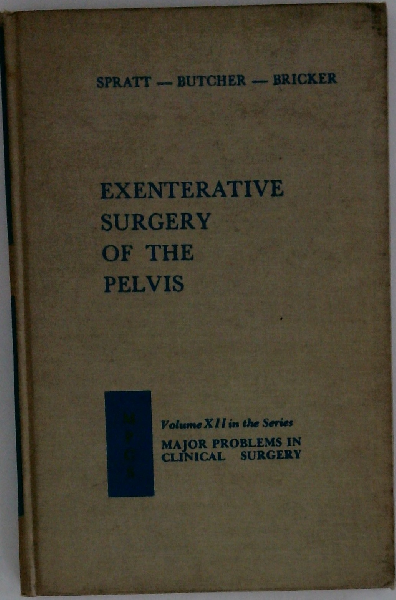 SPRATT — BUTCHER — BRICKER
EXENTERATIVE
SURGERY
OF THE
PELVIS
Volume XII in the Series
MAJOR PROBLEMS IN
CLINICAL SURGERY